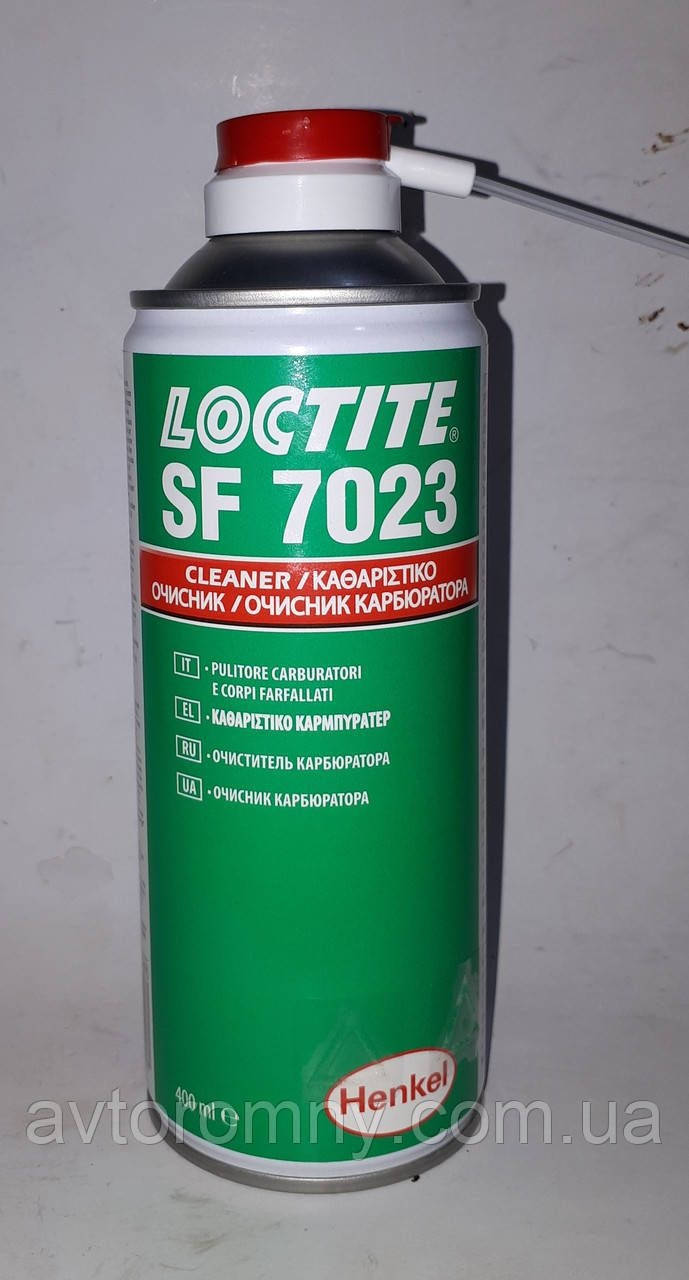 LOCTITE®
SF 7023
CLEANER / ΚΑΘΑΡΙΣΤΙΚΟ
ОЧИСНИК / ОЧИСНИК КАРБЮРАТОРА
IT · PULITORE CARBURATORI
E CORPI FARFALLATI
EL · ΚΑΘΑΡΙΣΤΙΚΟ ΚΑΡΜΠΥΡΑΤΕΡ
RU · ОЧИСТИТЕЛЬ КАРБЮРАТОРА
UA · ОЧИСНИК КАРБЮРАТОРА
400 ml ℮
Henkel
avtoromny.com.ua